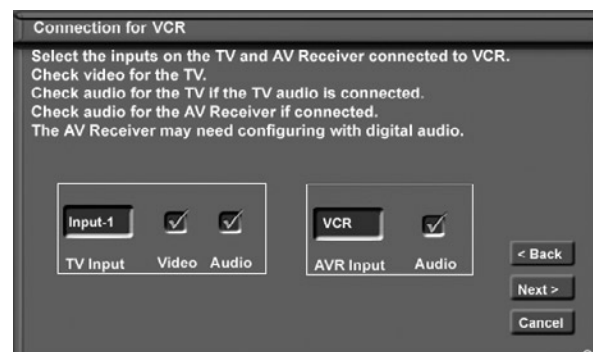 Connection for VCR
Select the inputs on the TV and AV Receiver connected to VCR.
Check video for the TV.
Check audio for the TV if the TV audio is connected.
Check audio for the AV Receiver if connected.
The AV Receiver may need configuring with digital audio.
Input-1
TV Input Video Audio
VCR
AVR Input Audio
< Back
Next >
Cancel